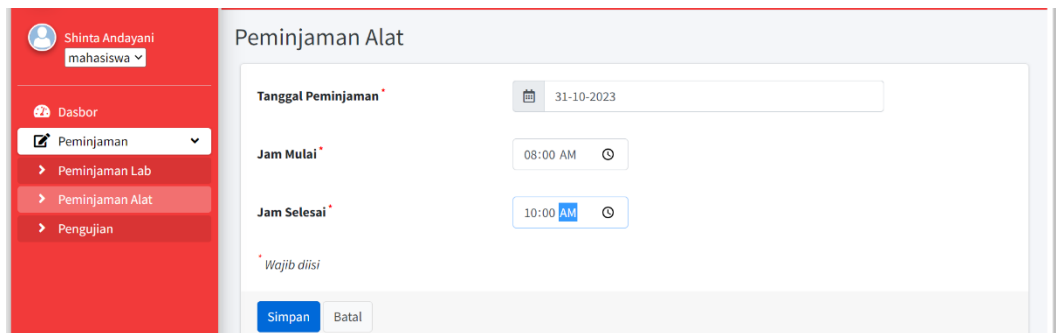 Shinta Andayani
mahasiswa
Dasbor
Peminjaman
Peminjaman Lab
Peminjaman Alat
Pengujian
Peminjaman Alat
Tanggal Peminjaman *
31-10-2023
Jam Mulai *
08:00 AM
Jam Selesai *
10:00 AM
* Wajib diisi
Simpan Batal